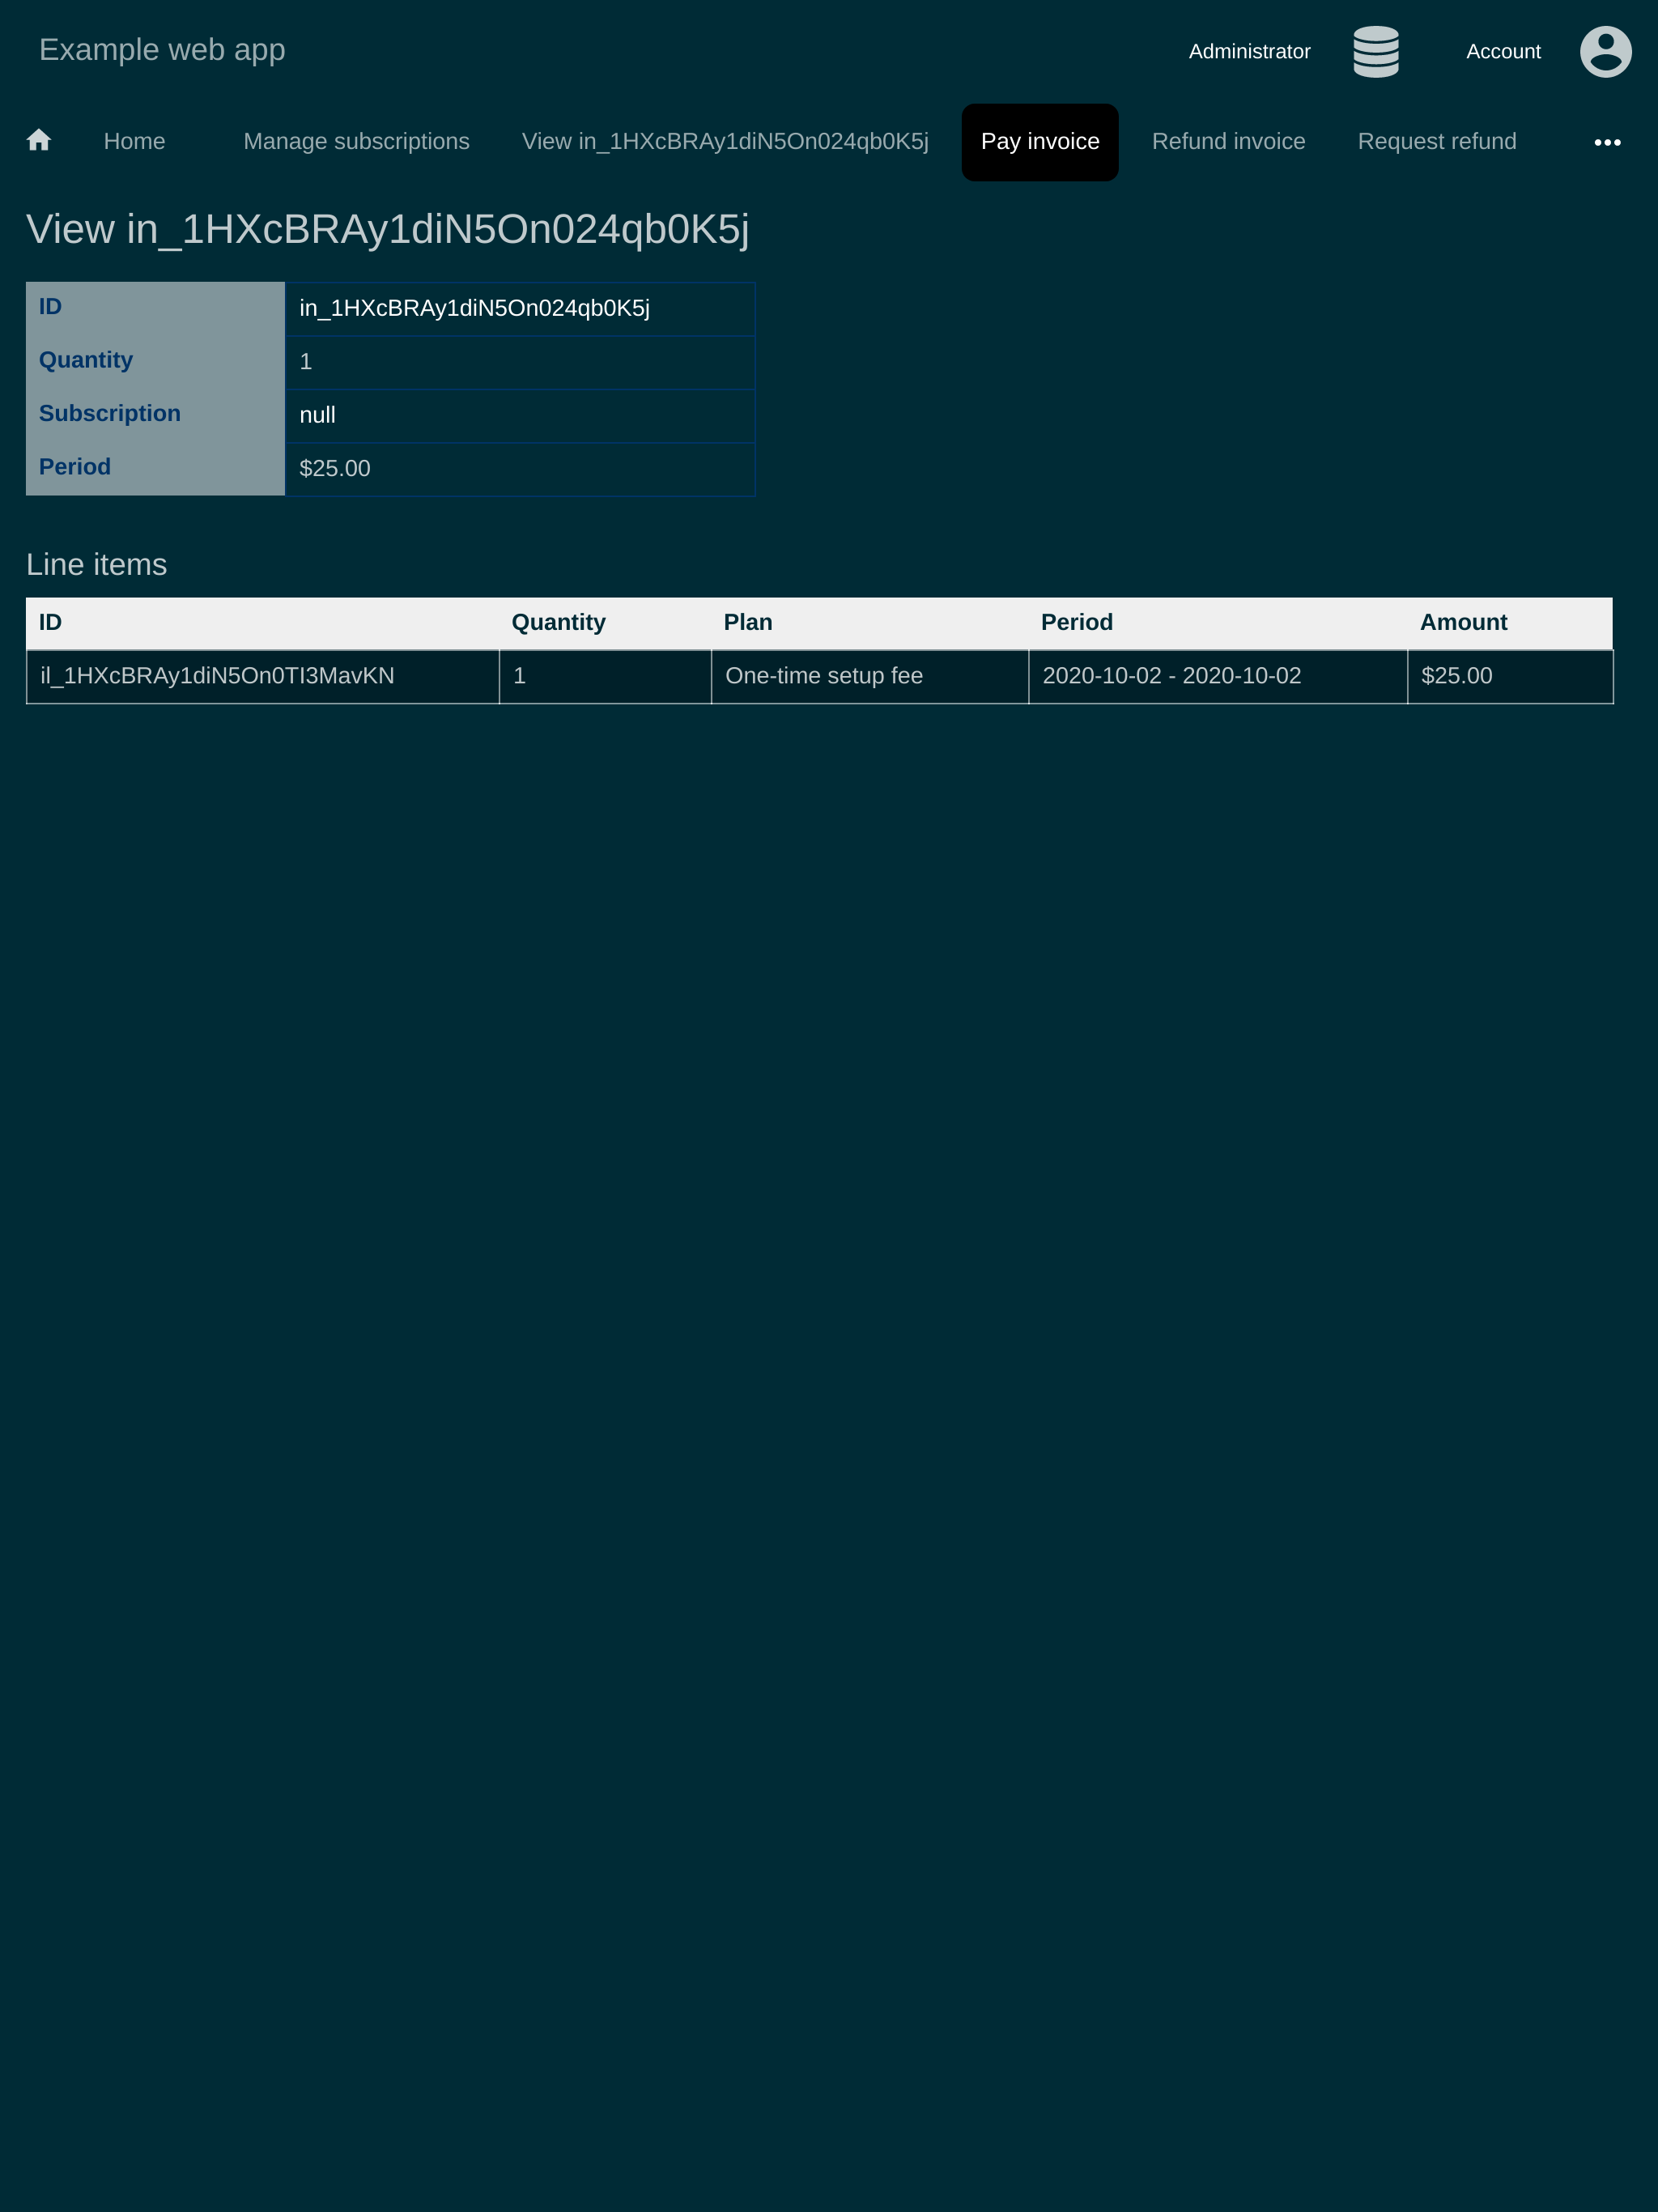 Example web app
Administrator
Account
Home
Manage subscriptions
View in_1HXcBRAy1diN5On024qb0K5j
Pay invoice
Refund invoice
Request refund
View in_1HXcBRAy1diN5On024qb0K5j
ID in_1HXcBRAy1diN5On024qb0K5j
Quantity 1
Subscription null
Period $25.00
Line items
ID Quantity Plan Period Amount
il_1HXcBRAy1diN5On0TI3MavKN 1 One-time setup fee 2020-10-02 - 2020-10-02 $25.00